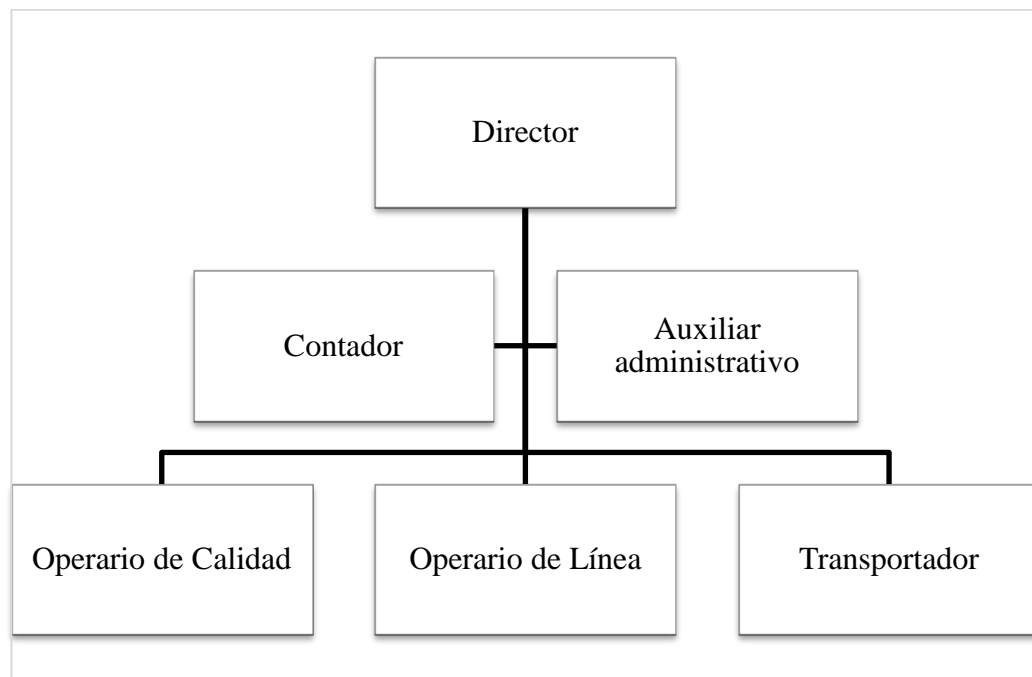 Director
Contador
Auxiliar
administrativo
Operario de Calidad
Operario de Línea
Transportador